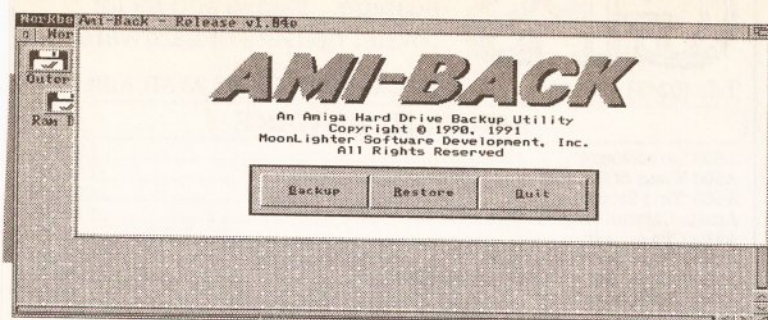 Ami-Back - Release v1.04e
Outer
Ram
AMI-BACK
An Amiga Hard Drive Backup Utility
Copyright © 1990, 1991
MoonLighter Software Development, Inc.
All Rights Reserved
Backup Restore Quit